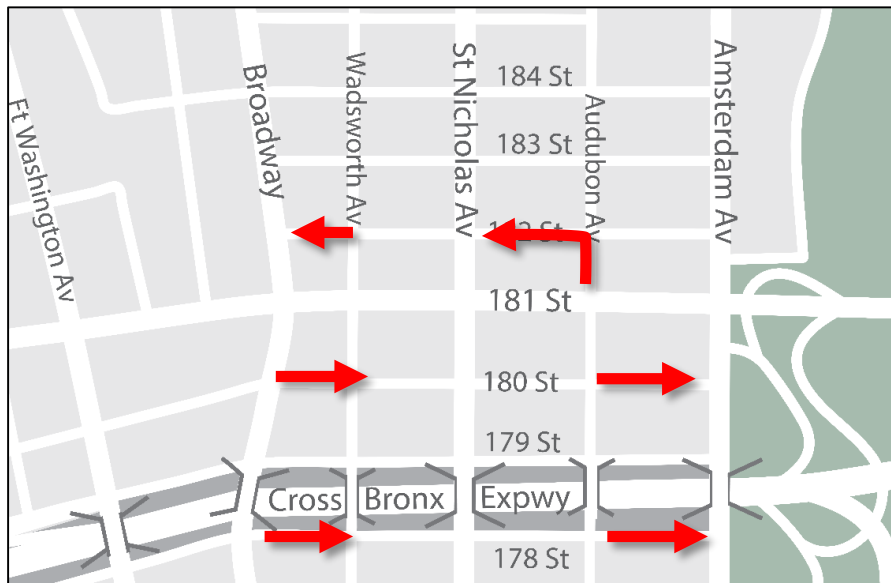 184 St
Broadway
Wadsworth Av
St Nicholas Av
Audubon Av
Amsterdam Av
Ft Washington Av
183 St
181 St
180 St
179 St
Cross Bronx Expwy
178 St